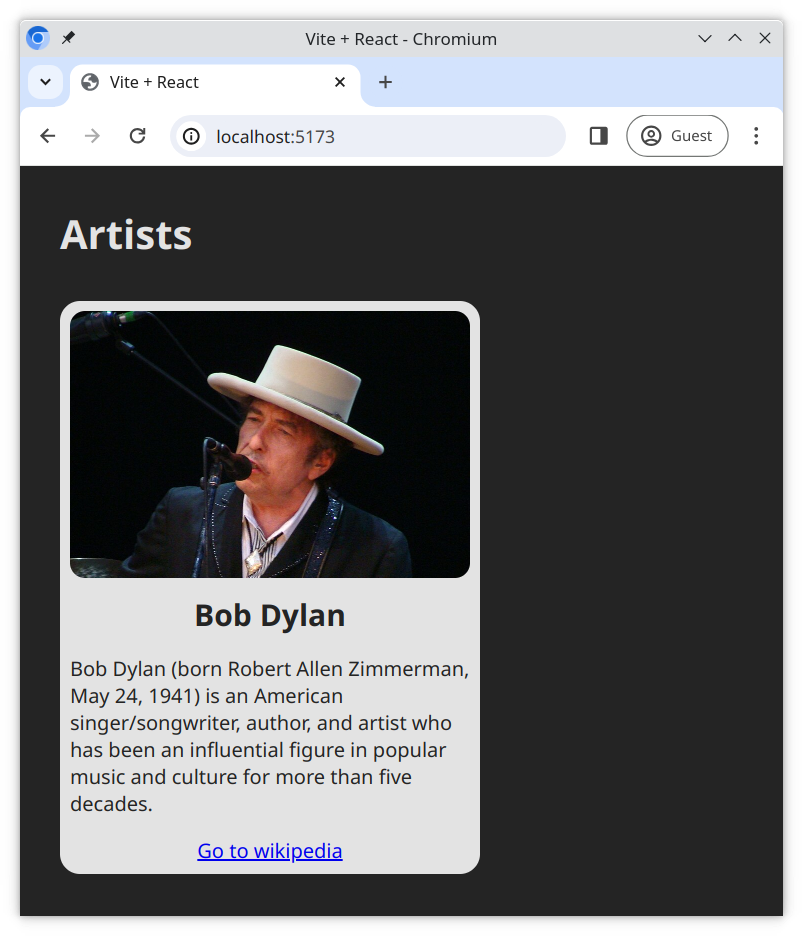 Vite + React - Chromium
Vite + React
localhost:5173
Guest
Artists
Bob Dylan
Bob Dylan (born Robert Allen Zimmerman,
May 24, 1941) is an American
singer/songwriter, author, and artist who
has been an influential figure in popular
music and culture for more than five
decades.
Go to wikipedia